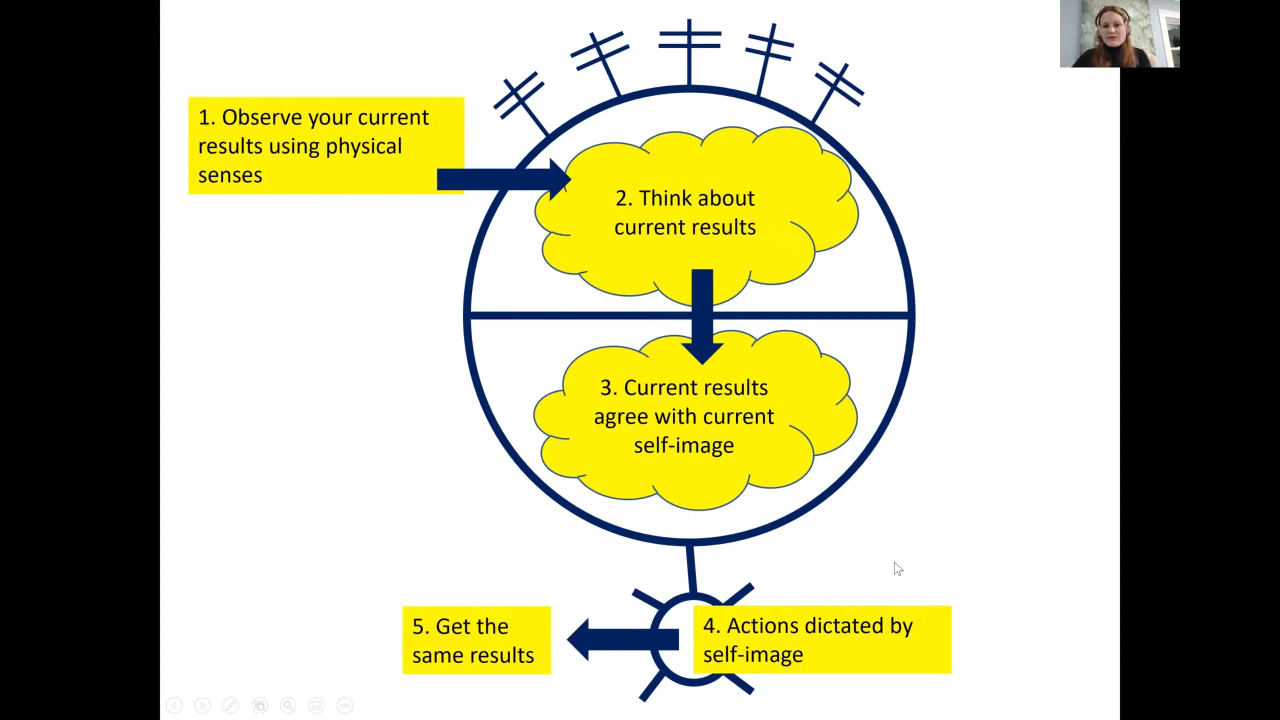 1. Observe your current
results using physical
senses
2. Think about
current results
3. Current results
agree with current
self-image
4. Actions dictated by
self-image
5. Get the
same results